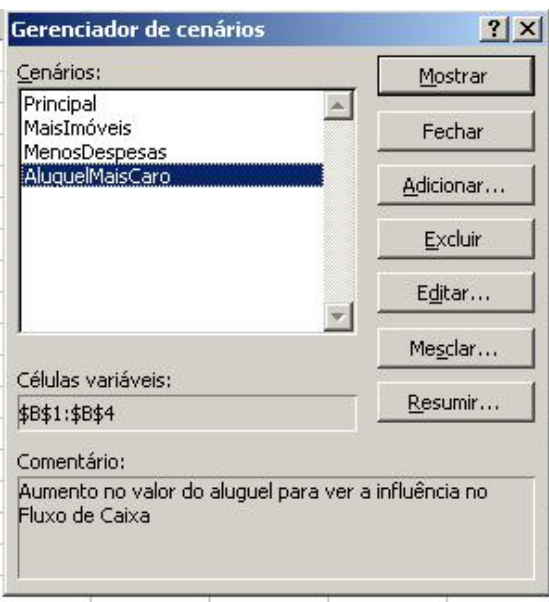 Gerenciador de cenários
Cenários:
Principal
MaisImóveis
MenosDespesas
AluguelMaisCaro
Mostrar
Fechar
Adicionar...
Excluir
Editar...
Mesclar...
Resumir...
Células variáveis:
$B$1:$B$4
Comentário:
Aumento no valor do aluguel para ver a influência no
Fluxo de Caixa